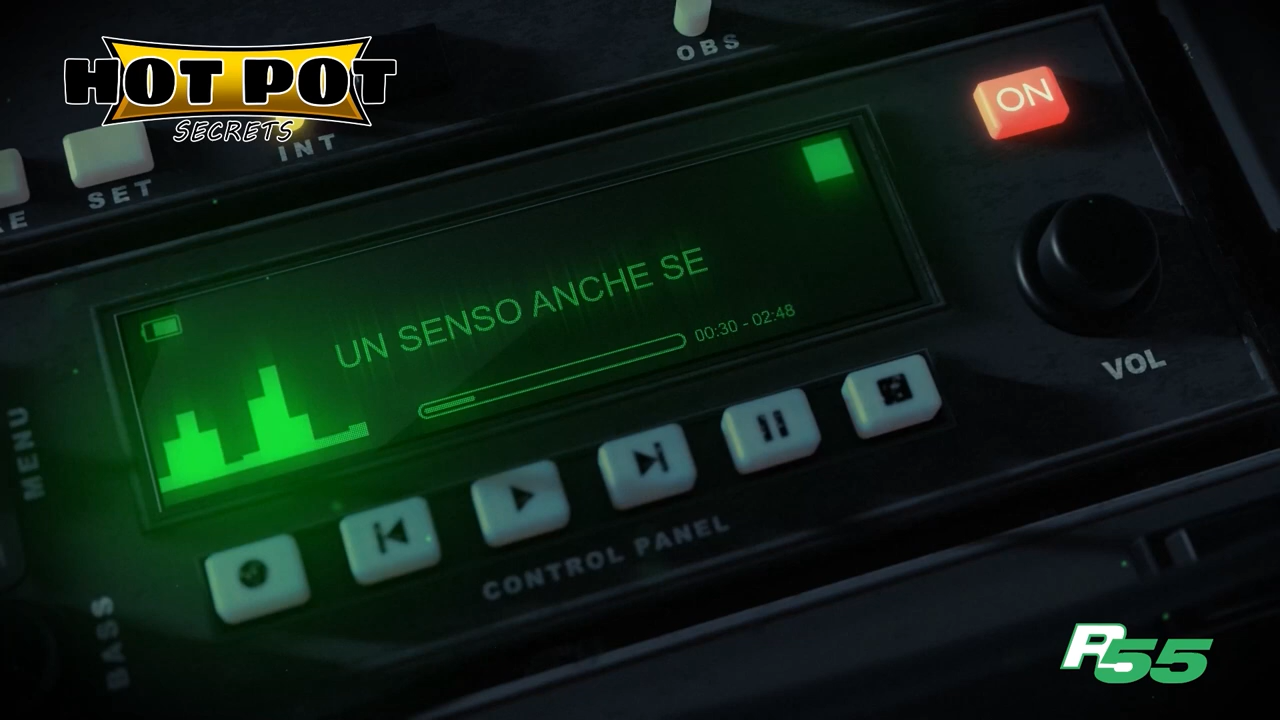 HOT POT
SECRETS
OBS
ON
INT
SET
UN SENSO ANCHE SE
00:30 - 02:48
VOL
MENU
CONTROL PANEL
BASS
R55